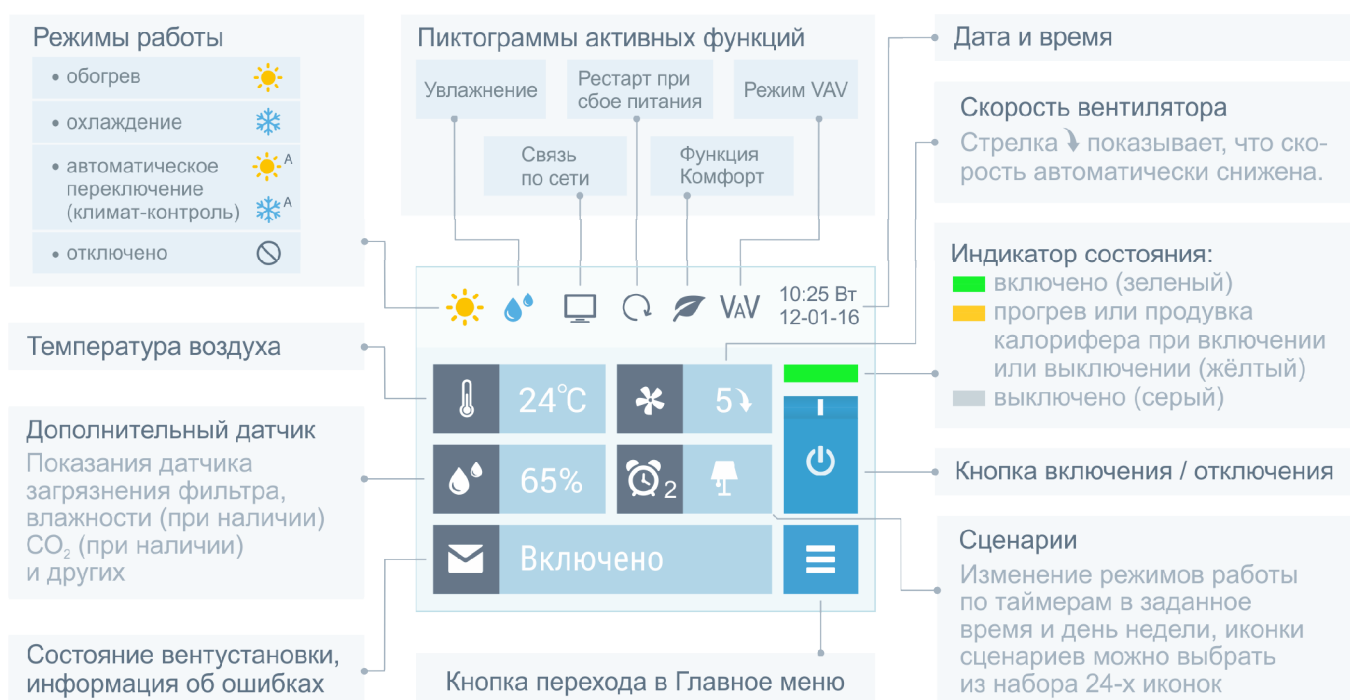 Режимы работы
• обогрев
• охлаждение
• автоматическое
переключение
(климат-контроль)
A
A
• отключено
Температура воздуха
Дополнительный датчик
Показания датчика
загрязнения фильтра,
влажности (при наличии)
CO₂ (при наличии)
и других
Состояние вентустановки,
информация об ошибках
Пиктограммы активных функций
Увлажнение
Рестарт при
сбое питания
Режим VAV
Связь
по сети
Функция
Комфорт
VAV
10:25 Вт
12-01-16
24°C
5
65%
2
Включено
Кнопка перехода в Главное меню
Дата и время
Скорость вентилятора
Стрелка показывает, что ско-
рость автоматически снижена.
Индикатор состояния:
включено (зеленый)
прогрев или продувка
калорифера при включении
или выключении (жёлтый)
выключено (серый)
Кнопка включения / отключения
Сценарии
Изменение режимов работы
по таймерам в заданное
время и день недели, иконки
сценариев можно выбрать
из набора 24-х иконок